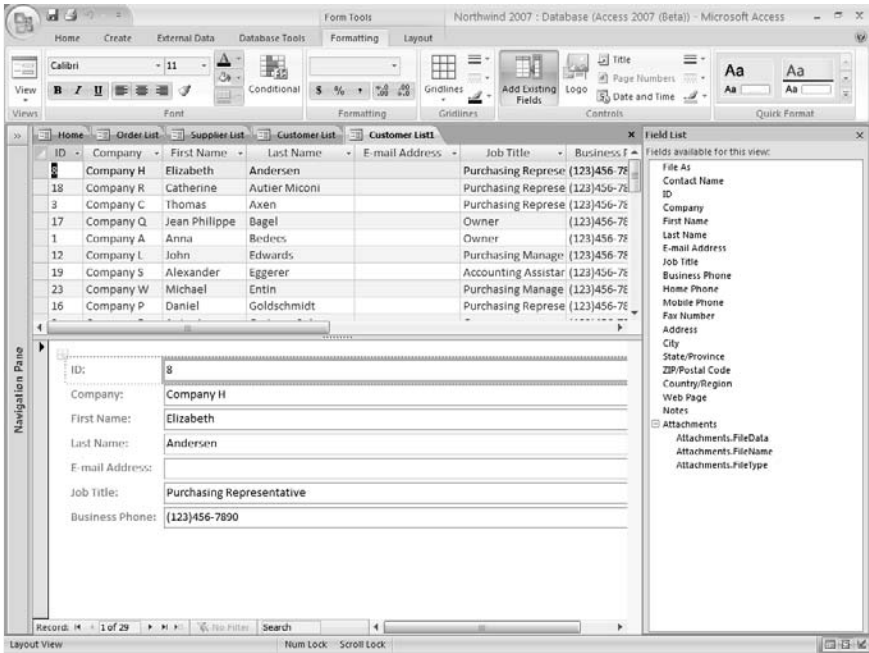 Form Tools
Northwind 2007 : Database (Access 2007 (Beta)) - Microsoft Access
Home Create External Data Database Tools Formatting Layout
View
Views
Calibri 11
B I U
Conditional
Font
$ % ,
Formatting
Gridlines
Gridlines
Add Existing Fields
Logo
Title
Page Numbers
Date and Time
Controls
Aa Aa
Aa Aa
Quick Format
Home Order List Supplier List Customer List Customer List1
ID Company First Name Last Name E-mail Address Job Title Business F
8 Company H Elizabeth Andersen Purchasing Represe (123)456-78
18 Company R Catherine Autier Miconi Purchasing Represe (123)456-78
3 Company C Thomas Axen Purchasing Represe (123)456-78
17 Company Q Jean Philippe Bagel Owner (123)456-78
1 Company A Anna Bedecs Owner (123)456-78
12 Company L John Edwards Purchasing Manage (123)456-78
19 Company S Alexander Eggerer Accounting Assistar (123)456-78
23 Company W Michael Entin Purchasing Manage (123)456-78
16 Company P Daniel Goldschmidt Purchasing Represe (123)456-78
Navigation Pane
ID: 8
Company: Company H
First Name: Elizabeth
Last Name: Andersen
E-mail Address:
Job Title: Purchasing Representative
Business Phone: (123)456-7890
Record: 1 of 29 No Filter Search
Field List
Fields available for this view:
File As
Contact Name
ID
Company
First Name
Last Name
E-mail Address
Job Title
Business Phone
Home Phone
Mobile Phone
Fax Number
Address
City
State/Province
ZIP/Postal Code
Country/Region
Web Page
Notes
Attachments
Attachments.FileData
Attachments.FileName
Attachments.FileType
Layout View
Num Lock Scroll Lock